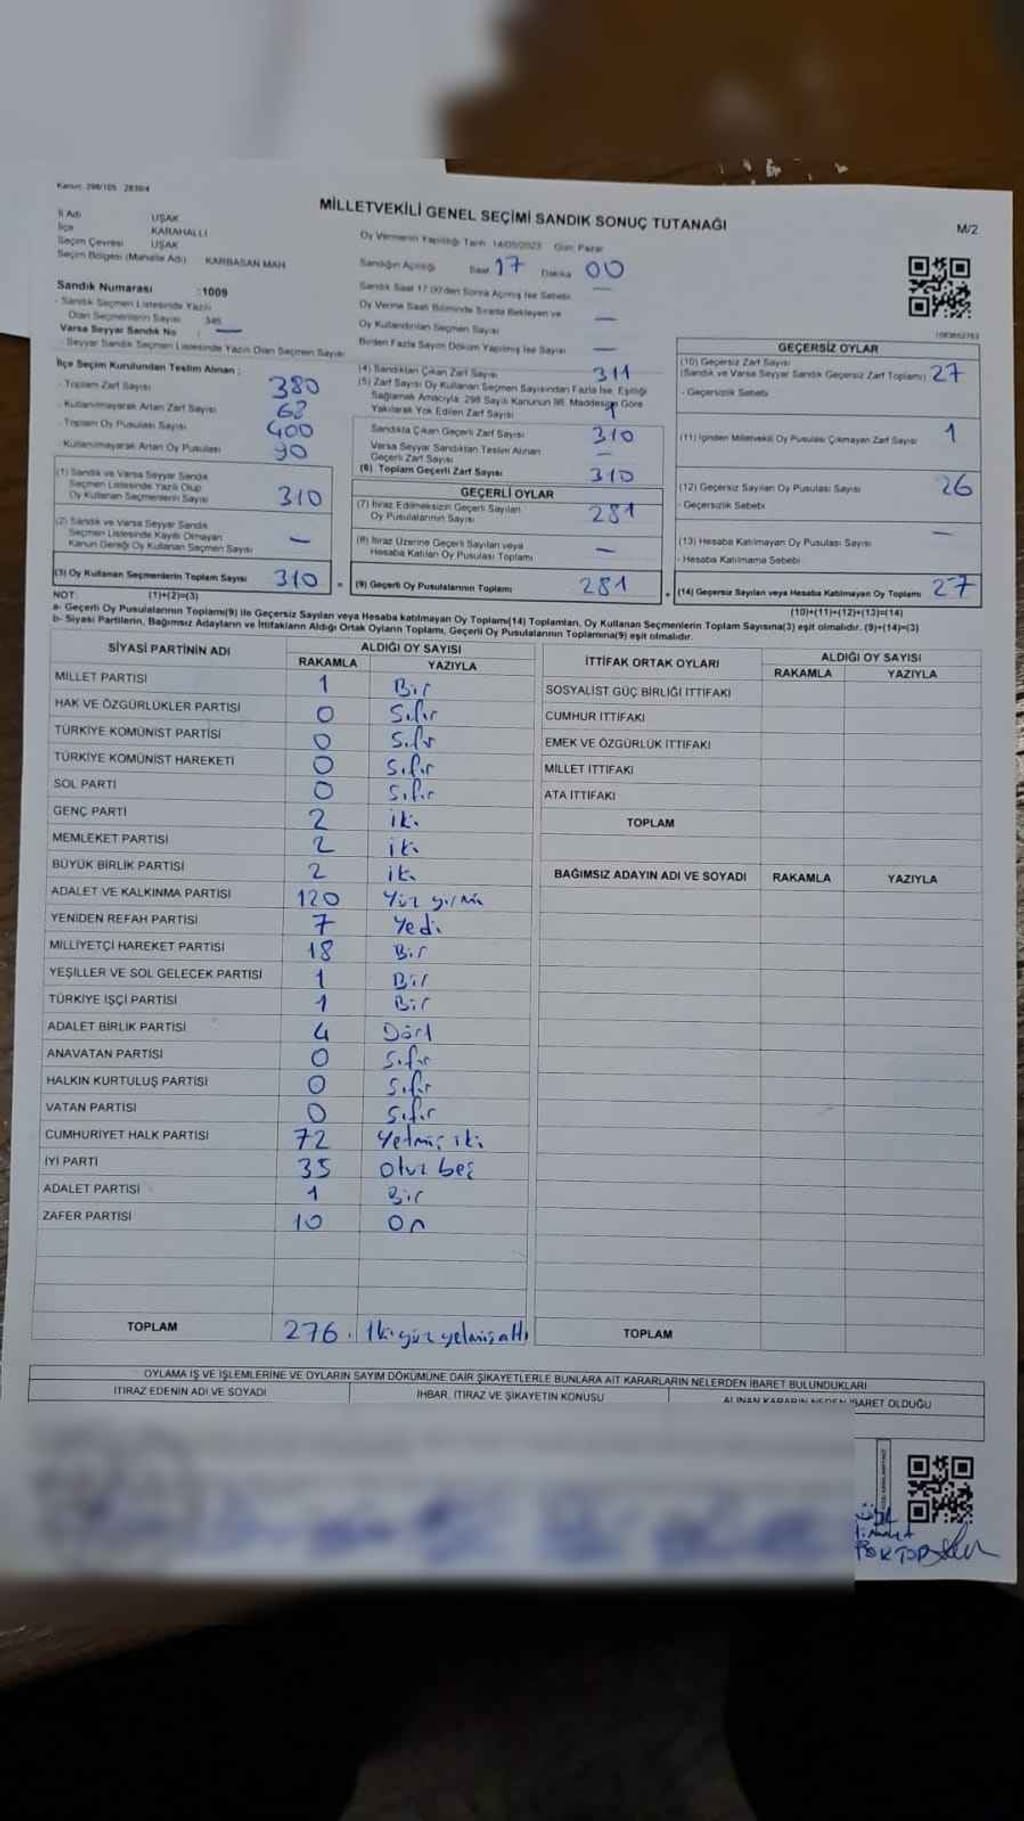 Kanun: 298/105 2839/4
MİLLETVEKİLİ GENEL SEÇİMİ SANDIK SONUÇ TUTANAĞI
M/2
İl Adı UŞAK
İlçe KARAHALLI
Seçim Çevresi UŞAK
Seçim Bölgesi (Mahalle Adı) KARBASAN MAH
Oy Vermenin Yapıldığı Tarih 14/05/2023 Gün Pazar
Sandığın Açıldığı Saat 17 Dakika 00
Sandık Saat 17:00'den Sonra Açılmış İse Sebebi
Oy Verme Saati Bitiminde Sırada Bekleyen ve
Oy Kullandırılan Seçmen Sayısı —
Birden Fazla Sayım Döküm Yapılmış İse Sayısı —
Sandık Numarası : 1009
- Sandık Seçmen Listesinde Yazılı
Olan Seçmenlerin Sayısı 345
Varsa Seyyar Sandık No : —
- Seyyar Sandık Seçmen Listesinde Yazılı Olan Seçmen Sayısı
İlçe Seçim Kurulundan Teslim Alınan :
- Toplam Zarf Sayısı 380
- Kullanılmayarak Artan Zarf Sayısı 62
- Toplam Oy Pusulası Sayısı 400
- Kullanılmayarak Artan Oy Pusulası 90
(1) Sandık ve Varsa Seyyar Sandık
Seçmen Listesinde Yazılı Olup
Oy Kullanan Seçmenlerin Sayısı 310
(2) Sandık ve Varsa Seyyar Sandık
Seçmen Listesinde Kayıtlı Olmayan
Kanun Gereği Oy Kullanan Seçmen Sayısı —
(3) Oy Kullanan Seçmenlerin Toplam Sayısı 310 =
(4) Sandıktan Çıkan Zarf Sayısı 311
(5) Zarf Sayısı Oy Kullanan Seçmen Sayısından Fazla İse, Eşitliği
Sağlamak Amacıyla; 298 Sayılı Kanunun 98. Maddesine Göre
Yakılarak Yok Edilen Zarf Sayısı 1
Sandıkta Çıkan Geçerli Zarf Sayısı 310
Varsa Seyyar Sandıktan Teslim Alınan
Geçerli Zarf Sayısı —
(6) Toplam Geçerli Zarf Sayısı 310
GEÇERLİ OYLAR
(7) İtiraz Edilmeksizin Geçerli Sayılan
Oy Pusulalarının Sayısı 281
(8) İtiraz Üzerine Geçerli Sayılan veya
Hesaba Katılan Oy Pusulası Toplamı —
(9) Geçerli Oy Pusulalarının Toplamı 281 +
GEÇERSİZ OYLAR
(10) Geçersiz Zarf Sayısı
(Sandık ve Varsa Seyyar Sandık Geçersiz Zarf Toplamı) 27
- Geçersizlik Sebebi
(11) İçinden Milletvekili Oy Pusulası Çıkmayan Zarf Sayısı 1
(12) Geçersiz Sayılan Oy Pusulası Sayısı 26
- Geçersizlik Sebebi
(13) Hesaba Katılmayan Oy Pusulası Sayısı —
- Hesaba Katılmama Sebebi
(14) Geçersiz Sayılan veya Hesaba Katılmayan Oy Toplamı 27
NOT: (1)+(2)=(3)
(10)+(11)+(12)+(13)=(14)
a- Geçerli Oy Pusulalarının Toplamı(9) ile Geçersiz Sayılan veya Hesaba katılmayan Oy Toplamı(14) Toplamları, Oy Kullanan Seçmenlerin Toplam Sayısına(3) eşit olmalıdır. (9)+(14)=(3)
b- Siyasi Partilerin, Bağımsız Adayların ve İttifakların Aldığı Ortak Oyların Toplamı, Geçerli Oy Pusulalarının Toplamına(9) eşit olmalıdır.
SİYASİ PARTİNİN ADI ALDIĞI OY SAYISI
RAKAMLA YAZIYLA
MİLLET PARTİSİ 1 Bir
HAK VE ÖZGÜRLÜKLER PARTİSİ 0 Sıfır
TÜRKİYE KOMÜNİST PARTİSİ 0 Sıfır
TÜRKİYE KOMÜNİST HAREKETİ 0 Sıfır
SOL PARTİ 0 Sıfır
GENÇ PARTİ 2 iki
MEMLEKET PARTİSİ 2 iki
BÜYÜK BİRLİK PARTİSİ 2 iki
ADALET VE KALKINMA PARTİSİ 120 Yüz yirmi
YENİDEN REFAH PARTİSİ 7 Yedi
MİLLİYETÇİ HAREKET PARTİSİ 18 Bir
YEŞİLLER VE SOL GELECEK PARTİSİ 1 Bir
TÜRKİYE İŞÇİ PARTİSİ 1 Bir
ADALET BİRLİK PARTİSİ 4 Dört
ANAVATAN PARTİSİ 0 Sıfır
HALKIN KURTULUŞ PARTİSİ 0 Sıfır
VATAN PARTİSİ 0 Sıfır
CUMHURİYET HALK PARTİSİ 72 Yetmiş iki
İYİ PARTİ 35 Otuz beş
ADALET PARTİSİ 1 Bir
ZAFER PARTİSİ 10 On
TOPLAM 276 İkiyüz yetmiş altı
İTTİFAK ORTAK OYLARI ALDIĞI OY SAYISI
RAKAMLA YAZIYLA
SOSYALİST GÜÇ BİRLİĞİ İTTİFAKI
CUMHUR İTTİFAKI
EMEK VE ÖZGÜRLÜK İTTİFAKI
MİLLET İTTİFAKI
ATA İTTİFAKI
TOPLAM
BAĞIMSIZ ADAYIN ADI VE SOYADI RAKAMLA YAZIYLA
TOPLAM
OYLAMA İŞ VE İŞLEMLERİNE VE OYLARIN SAYIM DÖKÜMÜNE DAİR ŞİKAYETLERLE BUNLARA AİT KARARLARIN NELERDEN İBARET BULUNDUKLARI
İTİRAZ EDENİN ADI VE SOYADI İHBAR, İTİRAZ VE ŞİKAYETİN KONUSU ALINAN KARARIN NEDEN İBARET OLDUĞU